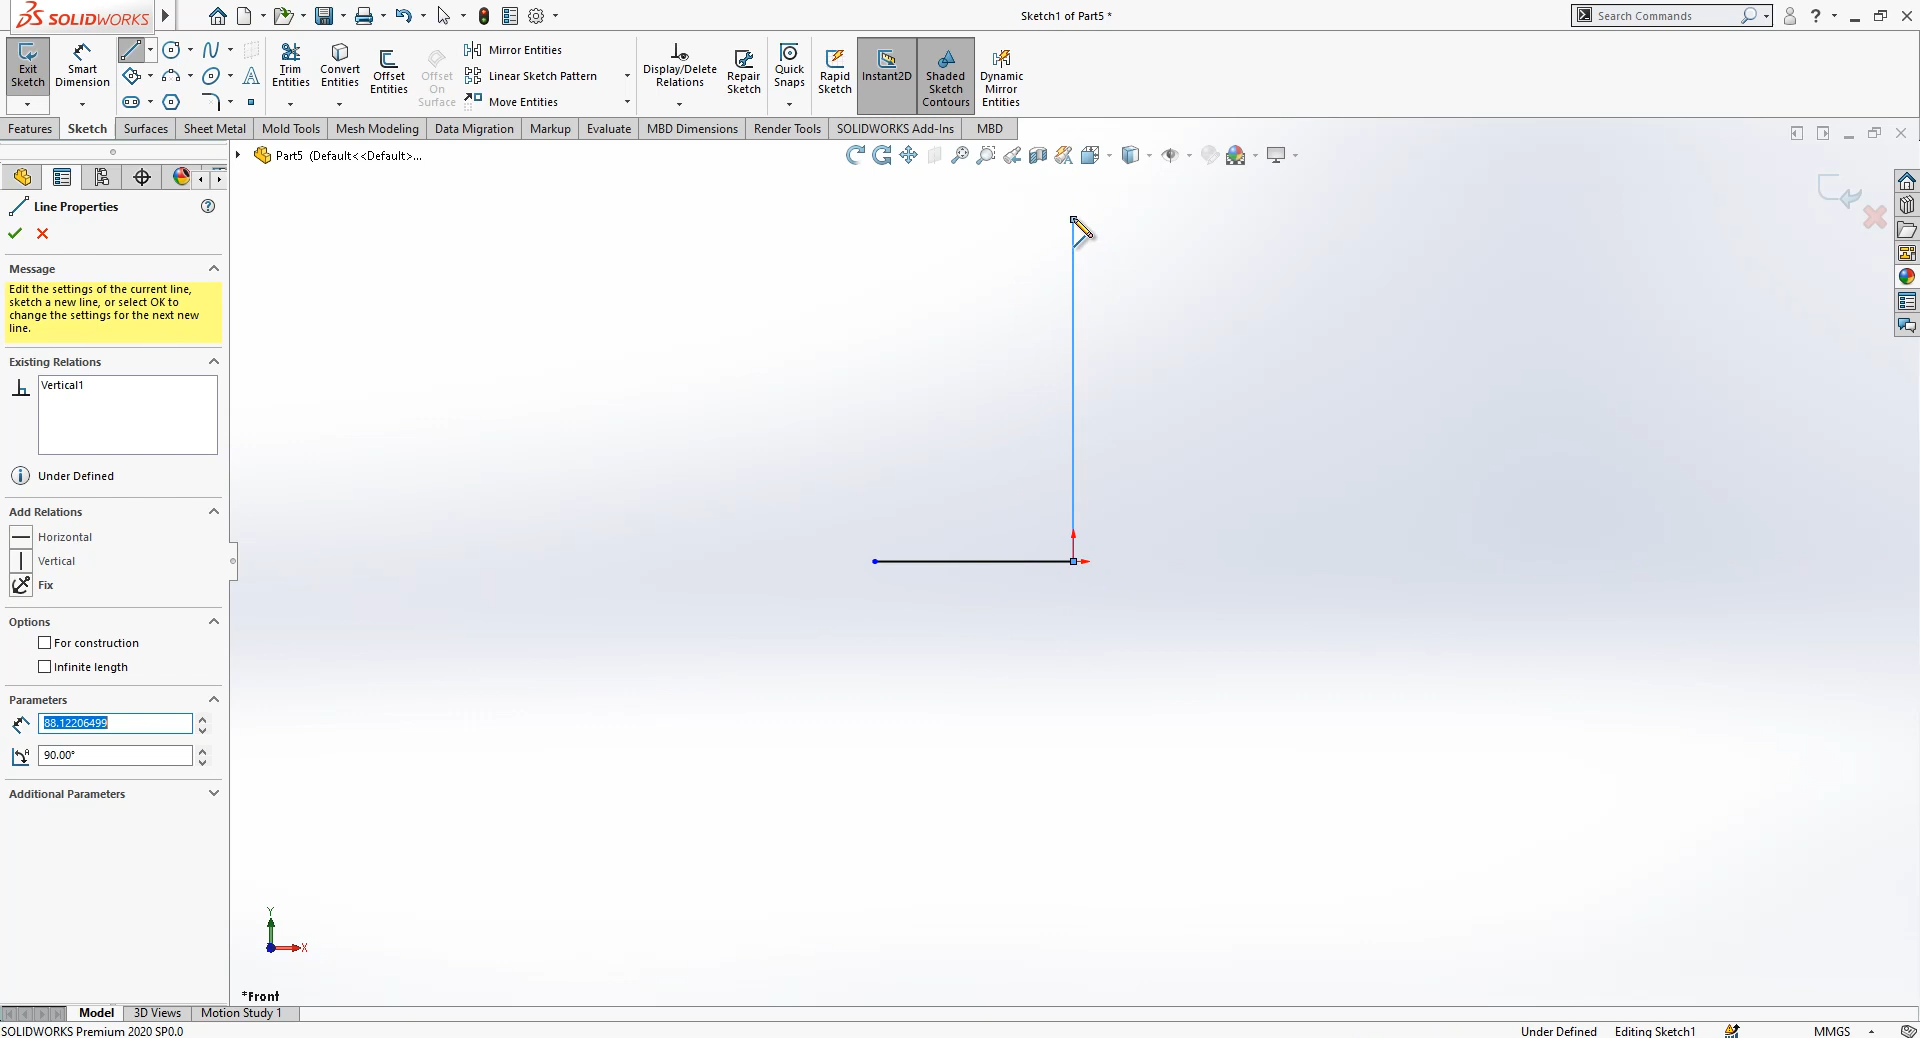 SOLIDWORKS
Sketch1 of Part5 *
Search Commands
Exit
Sketch
Smart
Dimension
Trim
Entities
Convert
Entities
Offset
Entities
Offset
On
Surface
Mirror Entities
Linear Sketch Pattern
Move Entities
Display/Delete
Relations
Repair
Sketch
Quick
Snaps
Rapid
Sketch
Instant2D
Shaded
Sketch
Contours
Dynamic
Mirror
Entities
Features
Sketch
Surfaces
Sheet Metal
Mold Tools
Mesh Modeling
Data Migration
Markup
Evaluate
MBD Dimensions
Render Tools
SOLIDWORKS Add-Ins
MBD
Part5 (Default<<Default>...
Line Properties
Message
Edit the settings of the current line,
sketch a new line, or select OK to
change the settings for the next new
line.
Existing Relations
Vertical1
Under Defined
Add Relations
Horizontal
Vertical
Fix
Options
For construction
Infinite length
Parameters
88.12206499
90.00°
Additional Parameters
Y
X
*Front
Model
3D Views
Motion Study 1
SOLIDWORKS Premium 2020 SP0.0
Under Defined
Editing Sketch1
MMGS